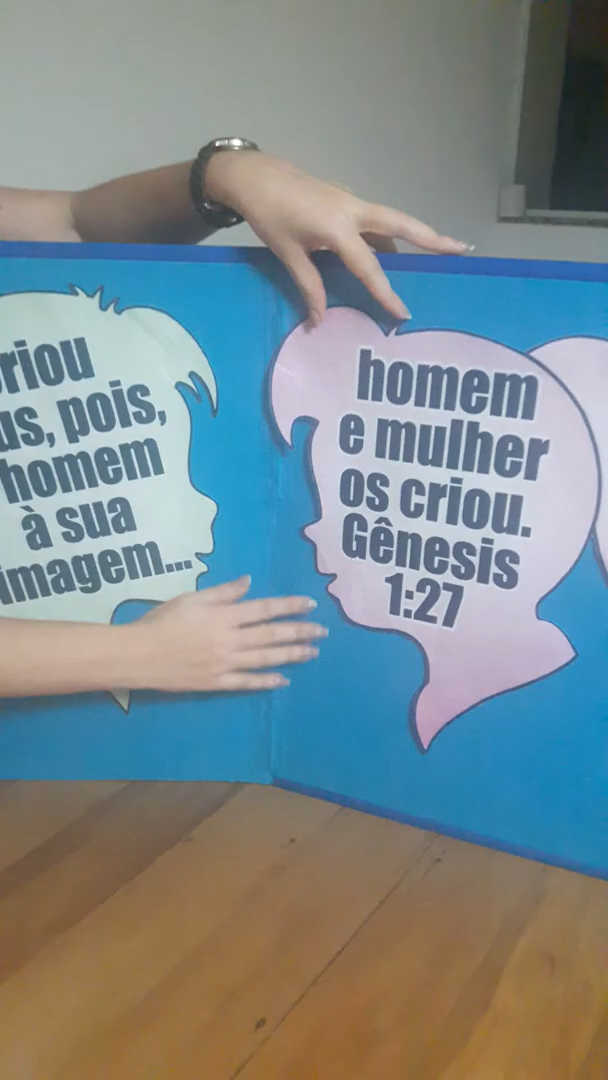 riou
us, pois,
homem
à sua
imagem...
homem
e mulher
os criou.
Gênesis
1:27